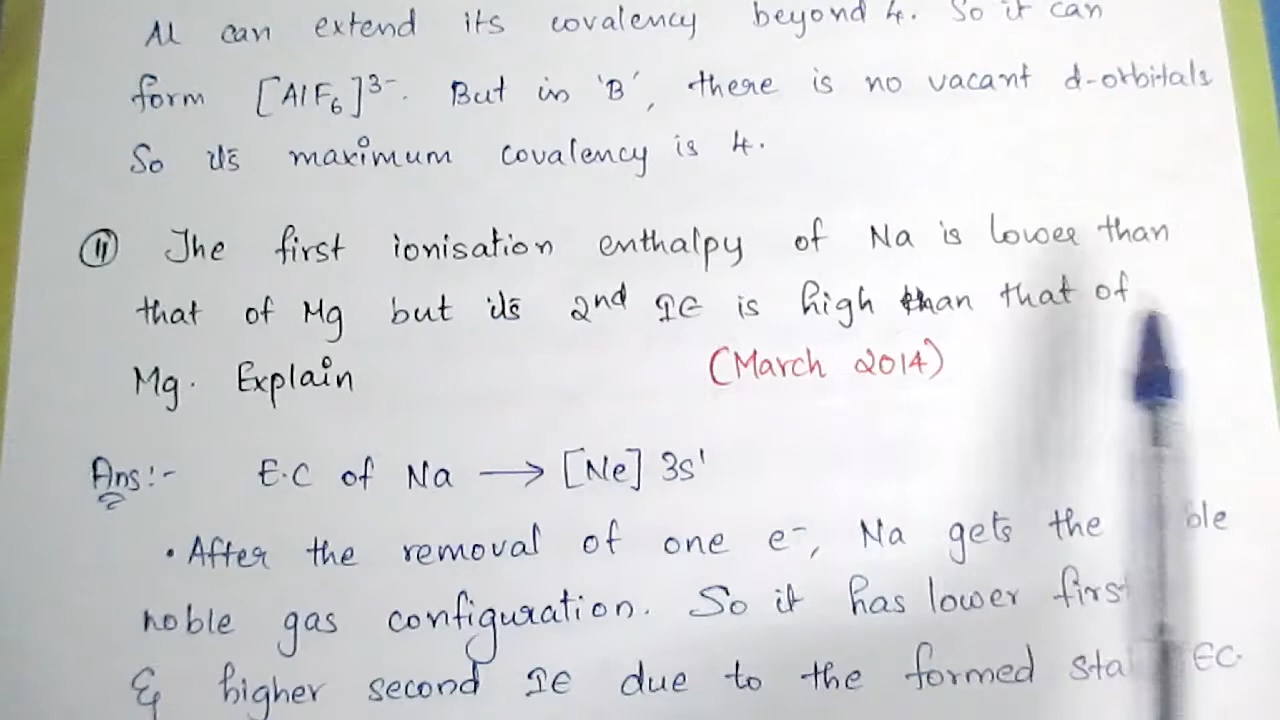 Al can extend its covalency beyond 4. So it can
form [AlF6]3-. But in 'B', there is no vacant d-orbitals
So its maximum covalency is 4.
11 The first ionisation enthalpy of Na is lower than
that of Mg but its 2nd IE is high than that of
Mg. Explain (March 2014)
Ans:- E.C of Na → [Ne] 3s¹
• After the removal of one e-, Na gets the
noble gas configuration. So it has lower first
& higher second IE due to the formed EC.